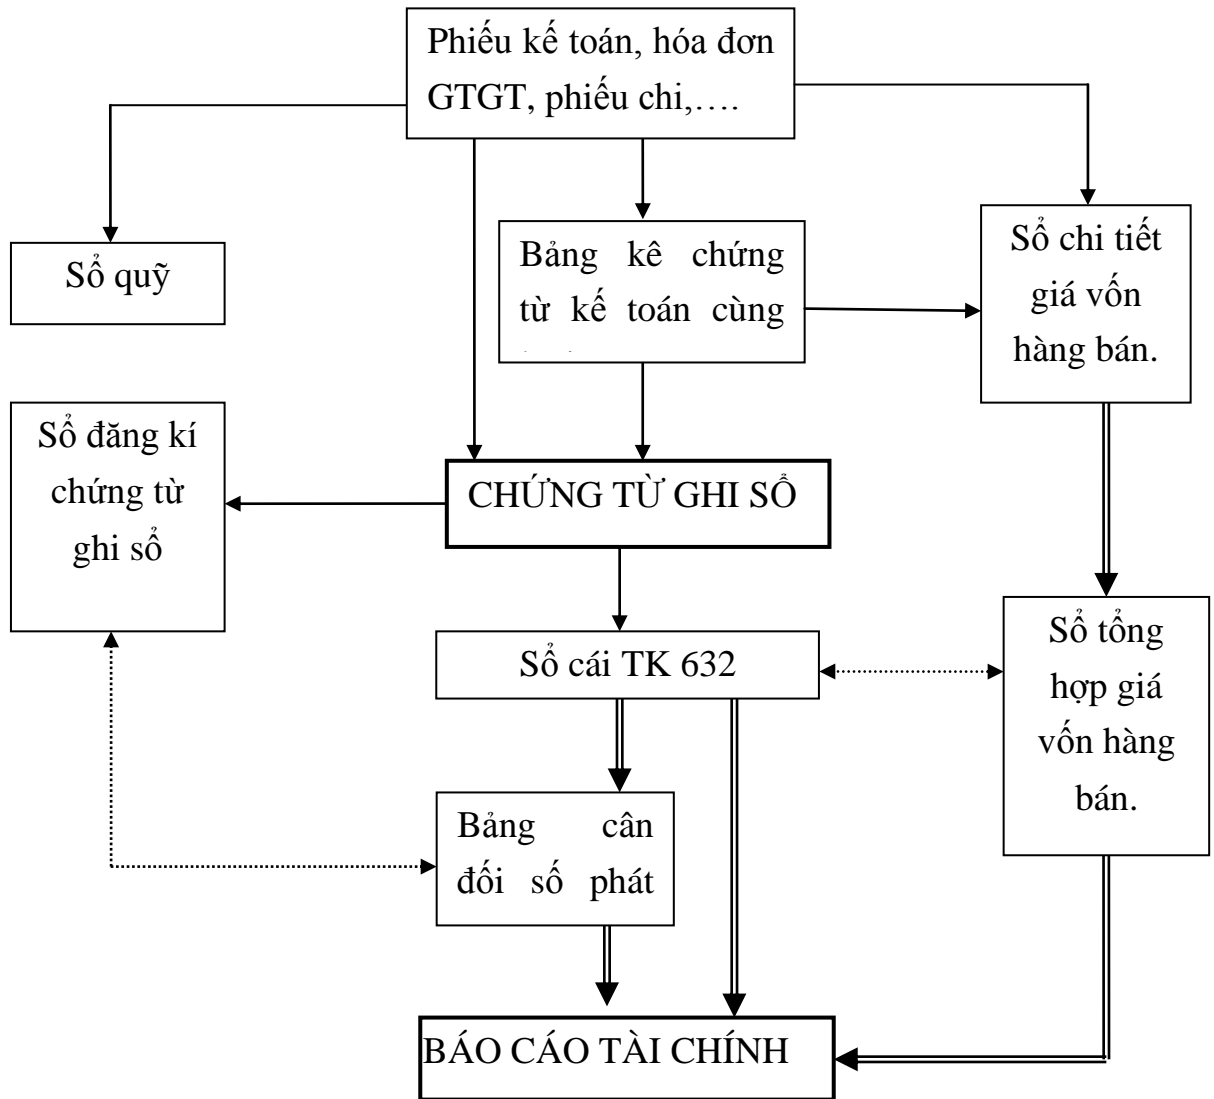 Phiếu kế toán, hóa đơn
GTGT, phiếu chi,….
Sổ quỹ
Bảng kê chứng
từ kế toán cùng
Sổ chi tiết
giá vốn
hàng bán.
Sổ đăng kí
chứng từ
ghi sổ
CHỨNG TỪ GHI SỔ
Sổ cái TK 632
Sổ tổng
hợp giá
vốn hàng
bán.
Bảng cân
đối số phát
BÁO CÁO TÀI CHÍNH